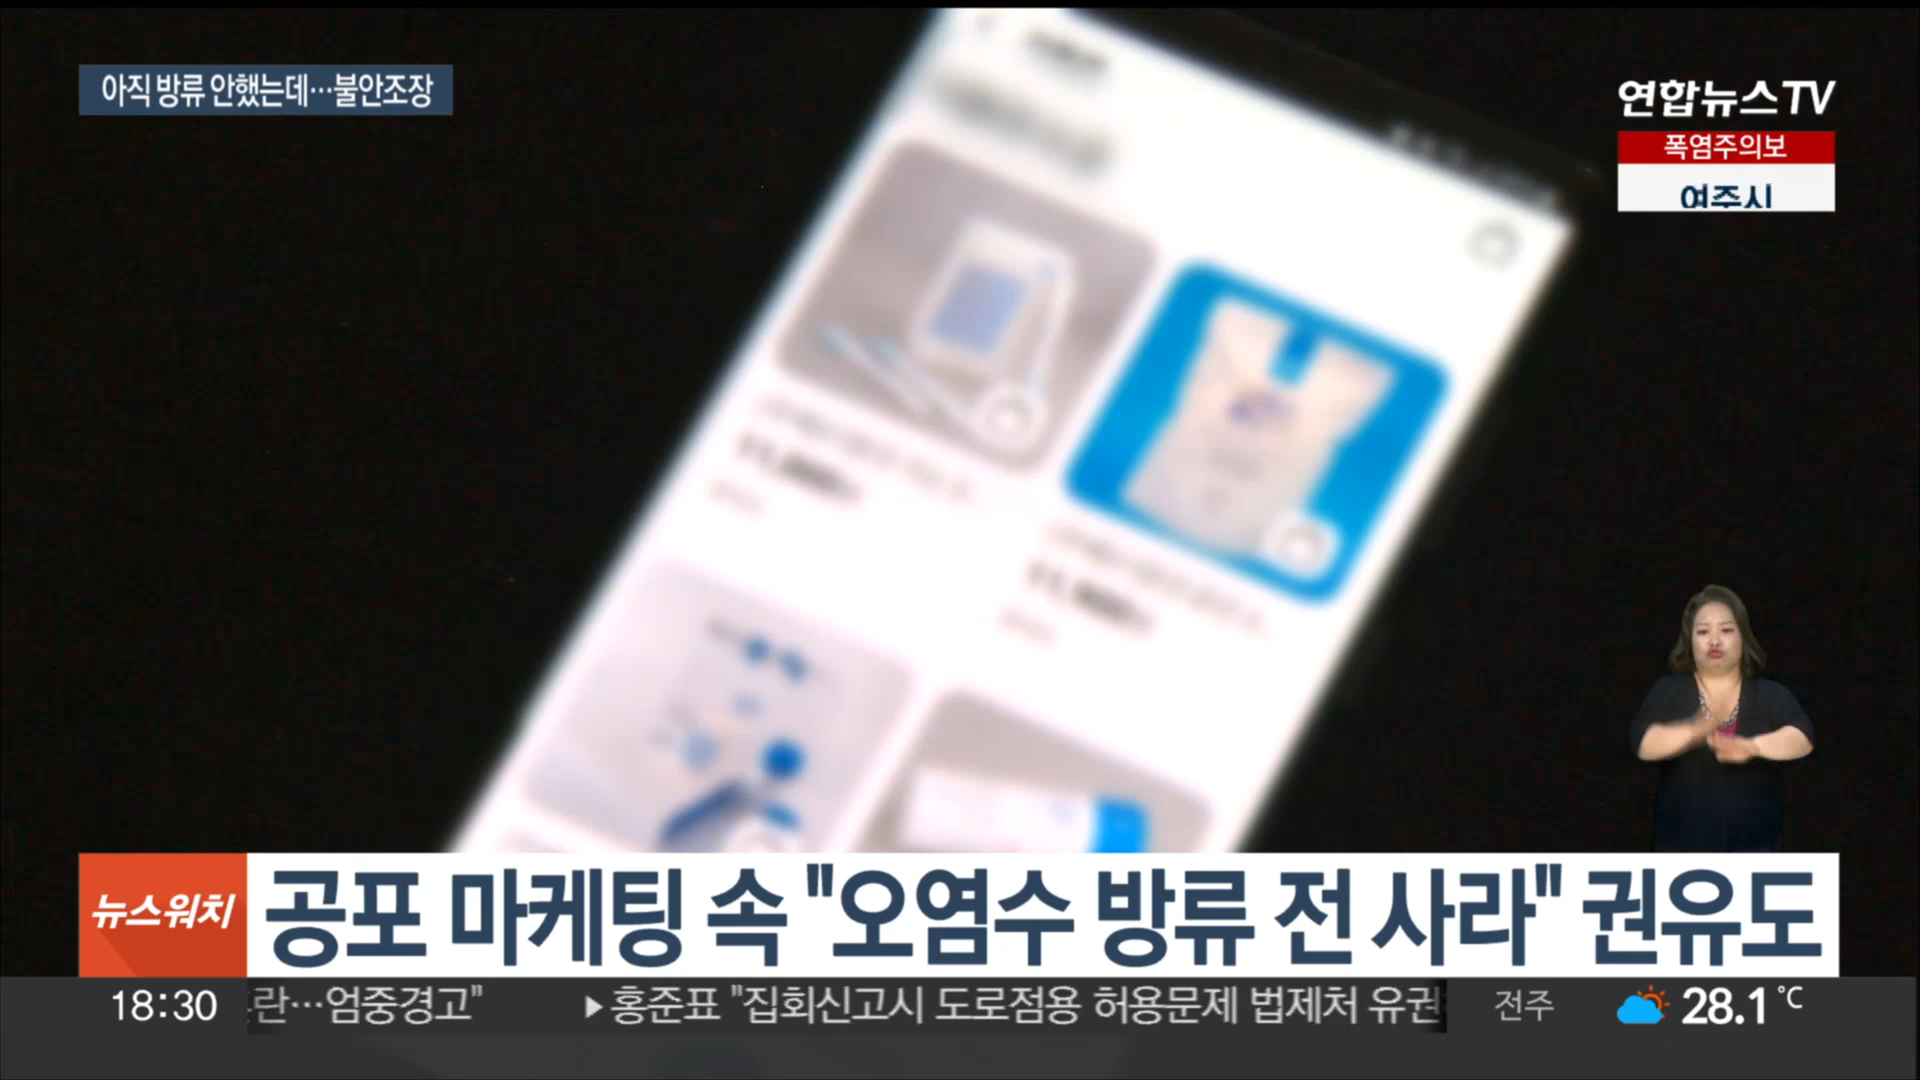 아직 방류 안했는데…불안조장
연합뉴스TV
폭염주의보
여주시
뉴스워치
공포 마케팅 속 "오염수 방류 전 사라" 권유도
18:30
란…엄중경고"
▶홍준표 "집회신고시 도로점용 허용문제 법제처 유권
전주
28.1℃